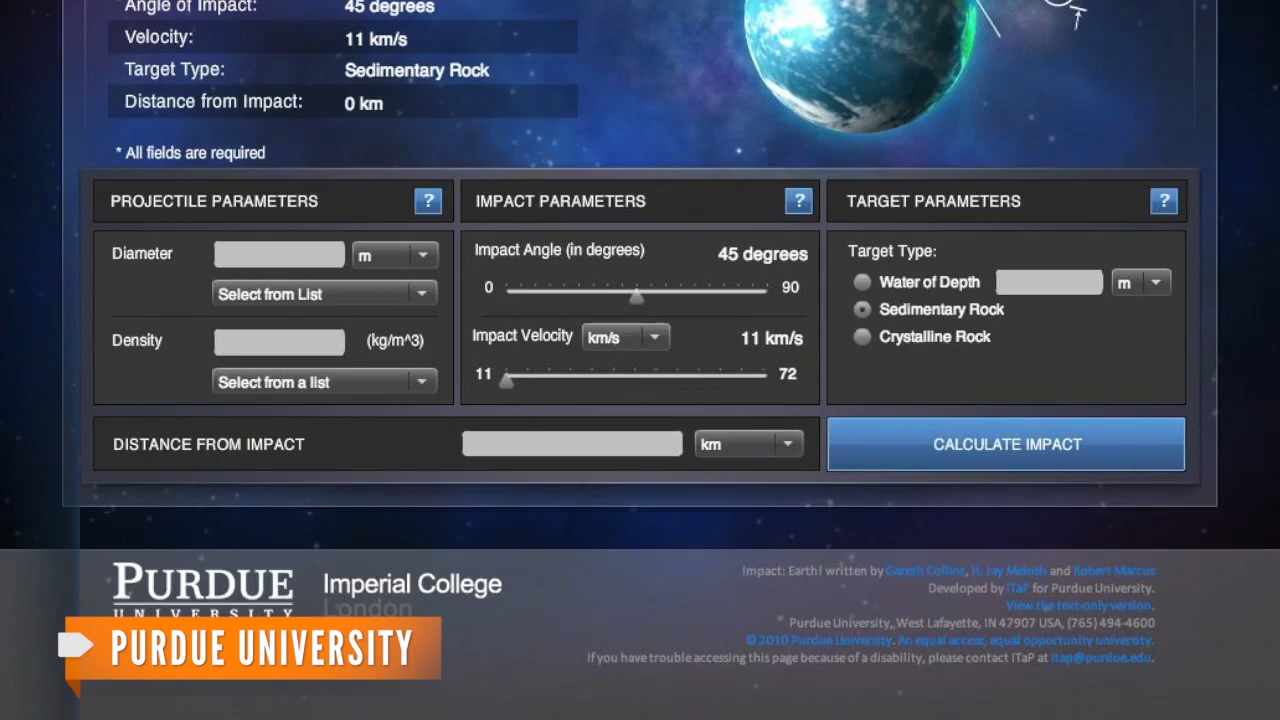 Angle of Impact: 45 degrees
Velocity: 11 km/s
Target Type: Sedimentary Rock
Distance from Impact: 0 km
* All fields are required
PROJECTILE PARAMETERS ?
Diameter m
Select from List
Density (kg/m^3)
Select from a list
IMPACT PARAMETERS ?
Impact Angle (in degrees) 45 degrees
0 90
Impact Velocity km/s 11 km/s
11 72
TARGET PARAMETERS ?
Target Type:
Water of Depth m
Sedimentary Rock
Crystalline Rock
DISTANCE FROM IMPACT km
CALCULATE IMPACT
PURDUE
UNIVERSITY
Imperial College
London
Impact: Earth! written by Gareth Collins, H. Jay Melosh and Robert Marcus
Developed by ITaP for Purdue University.
View the text-only version.
Purdue University, West Lafayette, IN 47907 USA, (765) 494-4600
© 2010 Purdue University. An equal access, equal opportunity university.
If you have trouble accessing this page because of a disability, please contact ITaP at itap@purdue.edu.
PURDUE UNIVERSITY